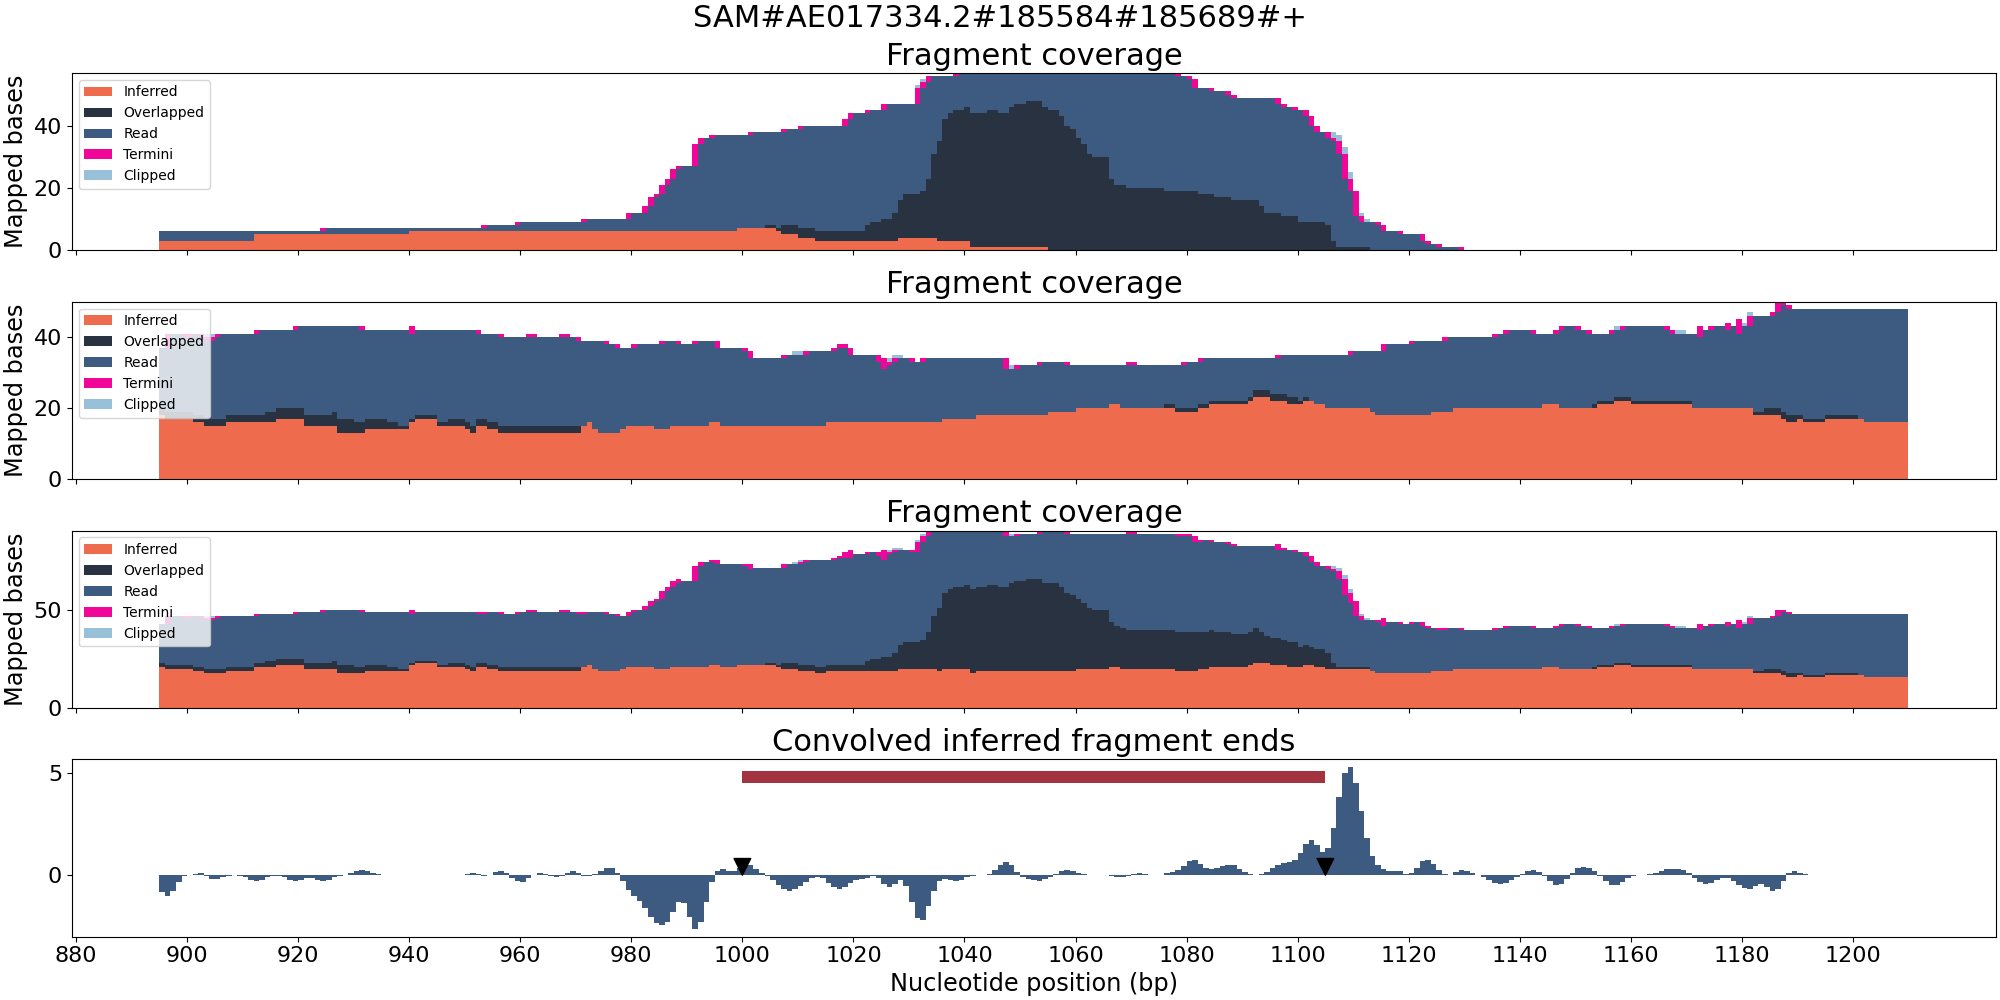 SAM#AE017334.2#185584#185689#+
Fragment coverage
Mapped bases
40
20
0
Inferred
Overlapped
Read
Termini
Clipped
Fragment coverage
Mapped bases
40
20
0
Inferred
Overlapped
Read
Termini
Clipped
Fragment coverage
Mapped bases
50
0
Inferred
Overlapped
Read
Termini
Clipped
Convolved inferred fragment ends
5
0
880 900 920 940 960 980 1000 1020 1040 1060 1080 1100 1120 1140 1160 1180 1200
Nucleotide position (bp)